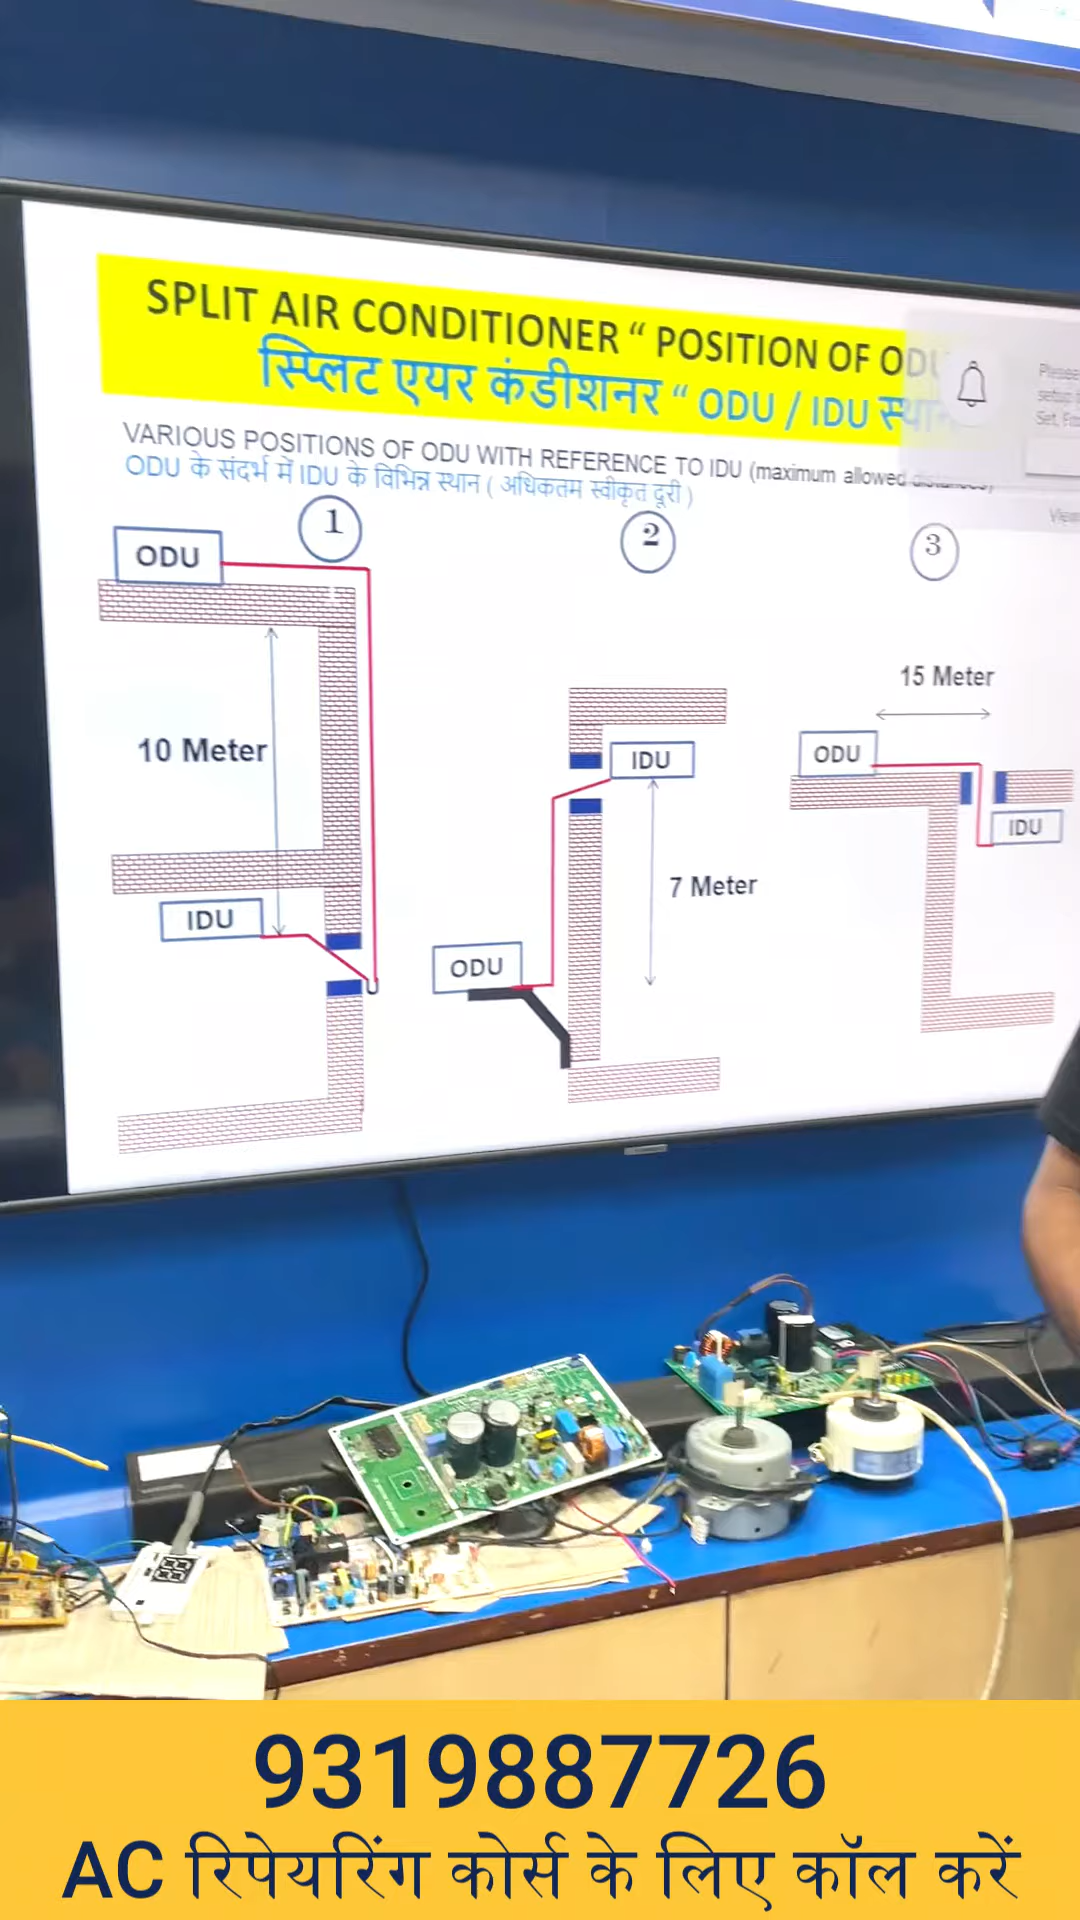 SPLIT AIR CONDITIONER “ POSITION OF ODU
स्प्लिट एयर कंडीशनर “ ODU / IDU स्थान
VARIOUS POSITIONS OF ODU WITH REFERENCE TO IDU (maximum allowed distances)
ODU के संदर्भ में IDU के विभिन्न स्थान ( अधिकतम स्वीकृत दूरी )
1
2
3
ODU
10 Meter
IDU
IDU
7 Meter
ODU
15 Meter
ODU
IDU
9319887726
AC रिपेयरिंग कोर्स के लिए कॉल करें